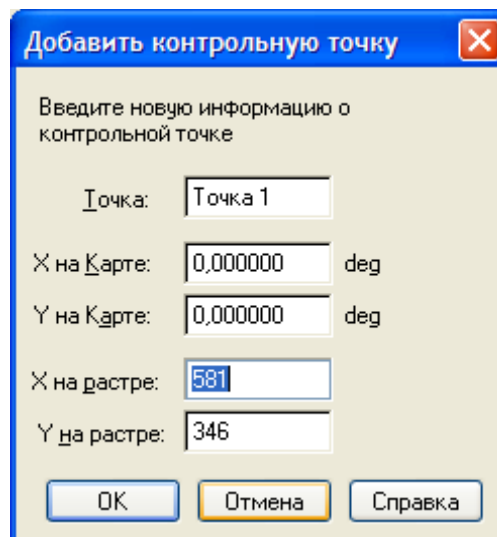 Добавить контрольную точку
Введите новую информацию о
контрольной точке
Точка: Точка 1
X на Карте: 0,000000 deg
Y на Карте: 0,000000 deg
X на растре: 581
Y на растре: 346
OK Отмена Справка